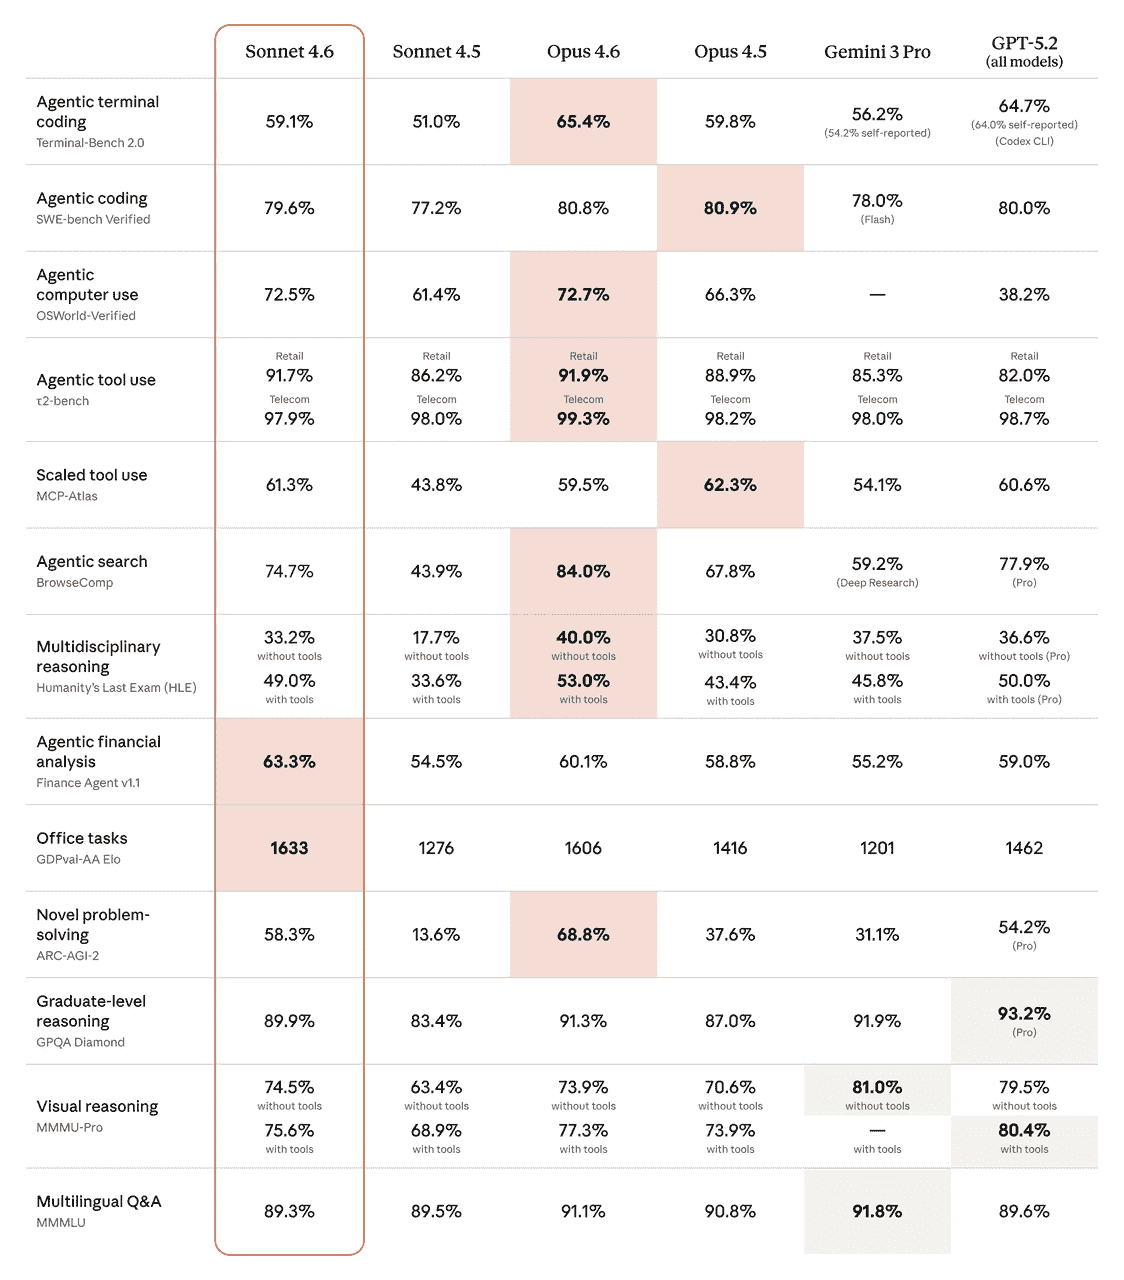 Sonnet 4.6 Sonnet 4.5 Opus 4.6 Opus 4.5 Gemini 3 Pro GPT-5.2
(all models)
Agentic terminal
coding
Terminal-Bench 2.0
59.1% 51.0% 65.4% 59.8% 56.2% 64.7%
(54.2% self-reported) (64.0% self-reported)
(Codex CLI)
Agentic coding
SWE-bench Verified
79.6% 77.2% 80.8% 80.9% 78.0% 80.0%
(Flash)
Agentic
computer use
OSWorld-Verified
72.5% 61.4% 72.7% 66.3% — 38.2%
Agentic tool use
τ2-bench
Retail Retail Retail Retail Retail Retail
91.7% 86.2% 91.9% 88.9% 85.3% 82.0%
Telecom Telecom Telecom Telecom Telecom Telecom
97.9% 98.0% 99.3% 98.2% 98.0% 98.7%
Scaled tool use
MCP-Atlas
61.3% 43.8% 59.5% 62.3% 54.1% 60.6%
Agentic search
BrowseComp
74.7% 43.9% 84.0% 67.8% 59.2% 77.9%
(Deep Research) (Pro)
Multidisciplinary
reasoning
Humanity's Last Exam (HLE)
33.2% 17.7% 40.0% 30.8% 37.5% 36.6%
without tools without tools without tools without tools without tools without tools (Pro)
49.0% 33.6% 53.0% 43.4% 45.8% 50.0%
with tools with tools with tools with tools with tools with tools (Pro)
Agentic financial
analysis
Finance Agent v1.1
63.3% 54.5% 60.1% 58.8% 55.2% 59.0%
Office tasks
GDPval-AA Elo
1633 1276 1606 1416 1201 1462
Novel problem-
solving
ARC-AGI-2
58.3% 13.6% 68.8% 37.6% 31.1% 54.2%
(Pro)
Graduate-level
reasoning
GPQA Diamond
89.9% 83.4% 91.3% 87.0% 91.9% 93.2%
(Pro)
Visual reasoning
MMMU-Pro
74.5% 63.4% 73.9% 70.6% 81.0% 79.5%
without tools without tools without tools without tools without tools without tools
75.6% 68.9% 77.3% 73.9% — 80.4%
with tools with tools with tools with tools with tools with tools
Multilingual Q&A
MMMLU
89.3% 89.5% 91.1% 90.8% 91.8% 89.6%